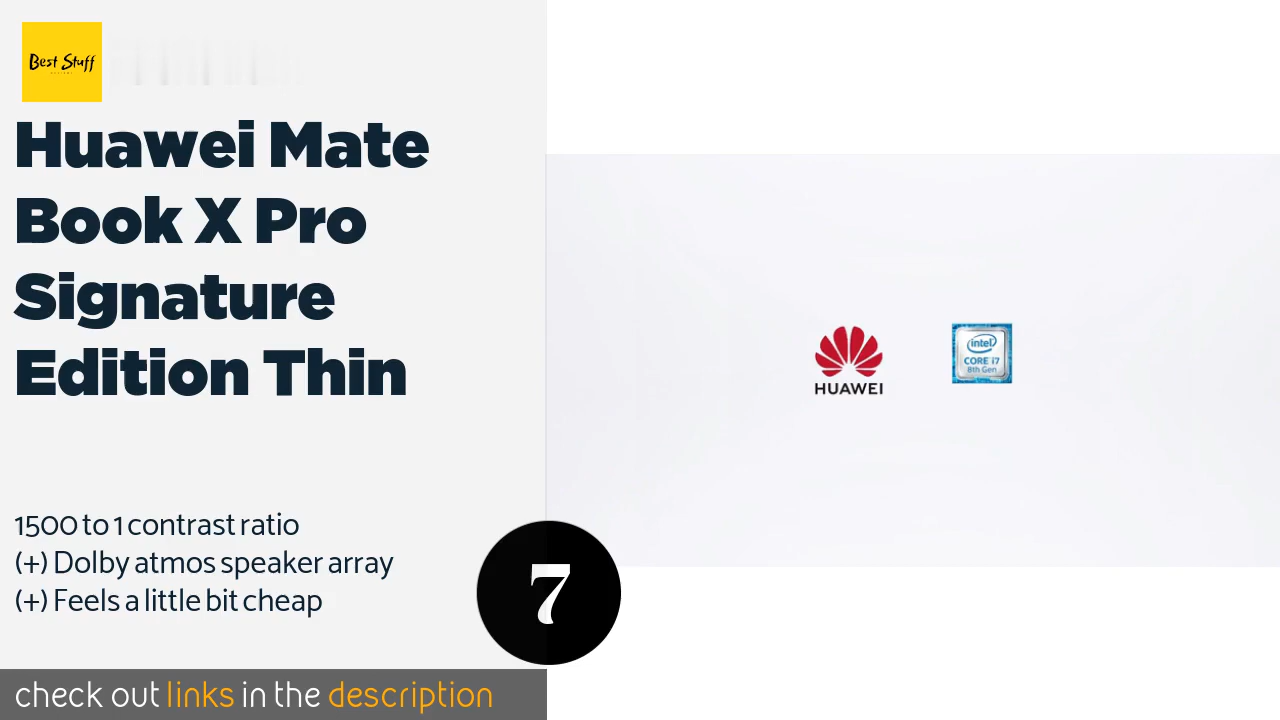 Best Stuff
Huawei Mate
Book X Pro
Signature
Edition Thin
1500 to 1 contrast ratio
(+) Dolby atmos speaker array
(+) Feels a little bit cheap
7
check out links in the description
HUAWEI
intel
CORE i7
8th Gen